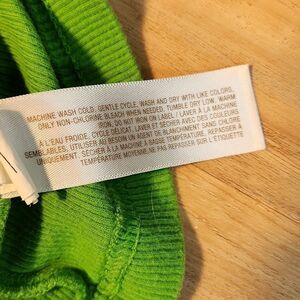 MACHINE WASH COLD, GENTLE CYCLE, WASH AND DRY WITH LIKE COLORS,
ONLY NON-CHLORINE BLEACH WHEN NEEDED, TUMBLE DRY LOW, WARM
IRON, DO NOT IRON ON LABEL / LAVER À LA MACHINE
À L'EAU FROIDE, CYCLE DÉLICAT, LAVER ET SÉCHER AVEC DES COULEURS
SEMBLABLES, UTILISER AU BESOIN UN AGENT DE BLANCHIMENT SANS CHLORE
UNIQUEMENT, SÉCHER À LA MACHINE À BASSE TEMPÉRATURE, REPASSER À
TEMPÉRATURE MOYENNE, NE PAS REPASSER SUR L'ÉTIQUETTE